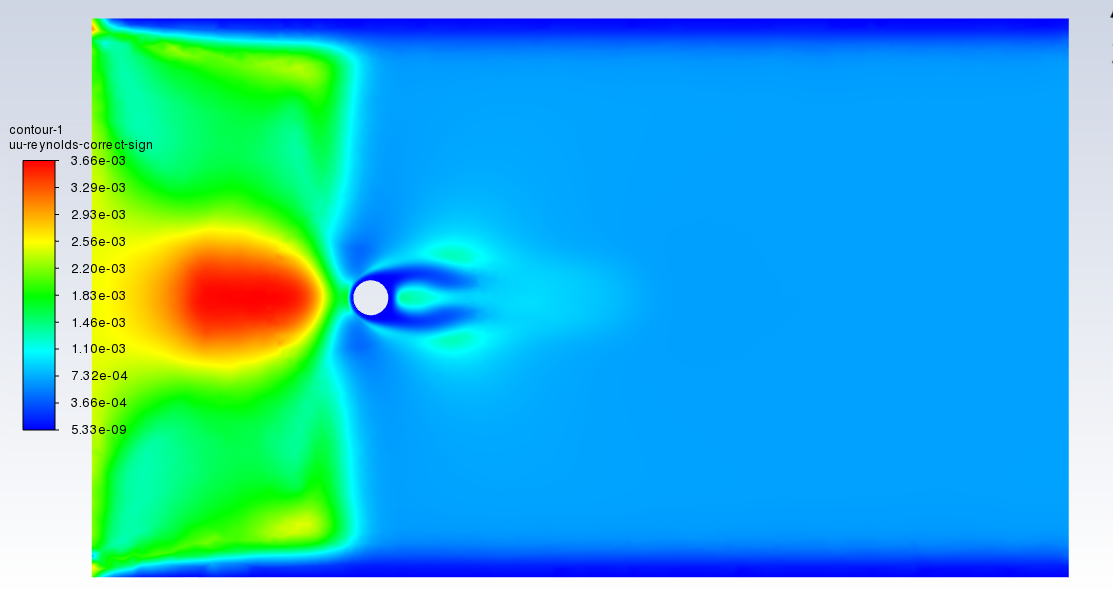 contour-1
uu-reynolds-correct-sign
3.66e-03
3.29e-03
2.93e-03
2.56e-03
2.20e-03
1.83e-03
1.46e-03
1.10e-03
7.32e-04
3.66e-04
5.33e-09